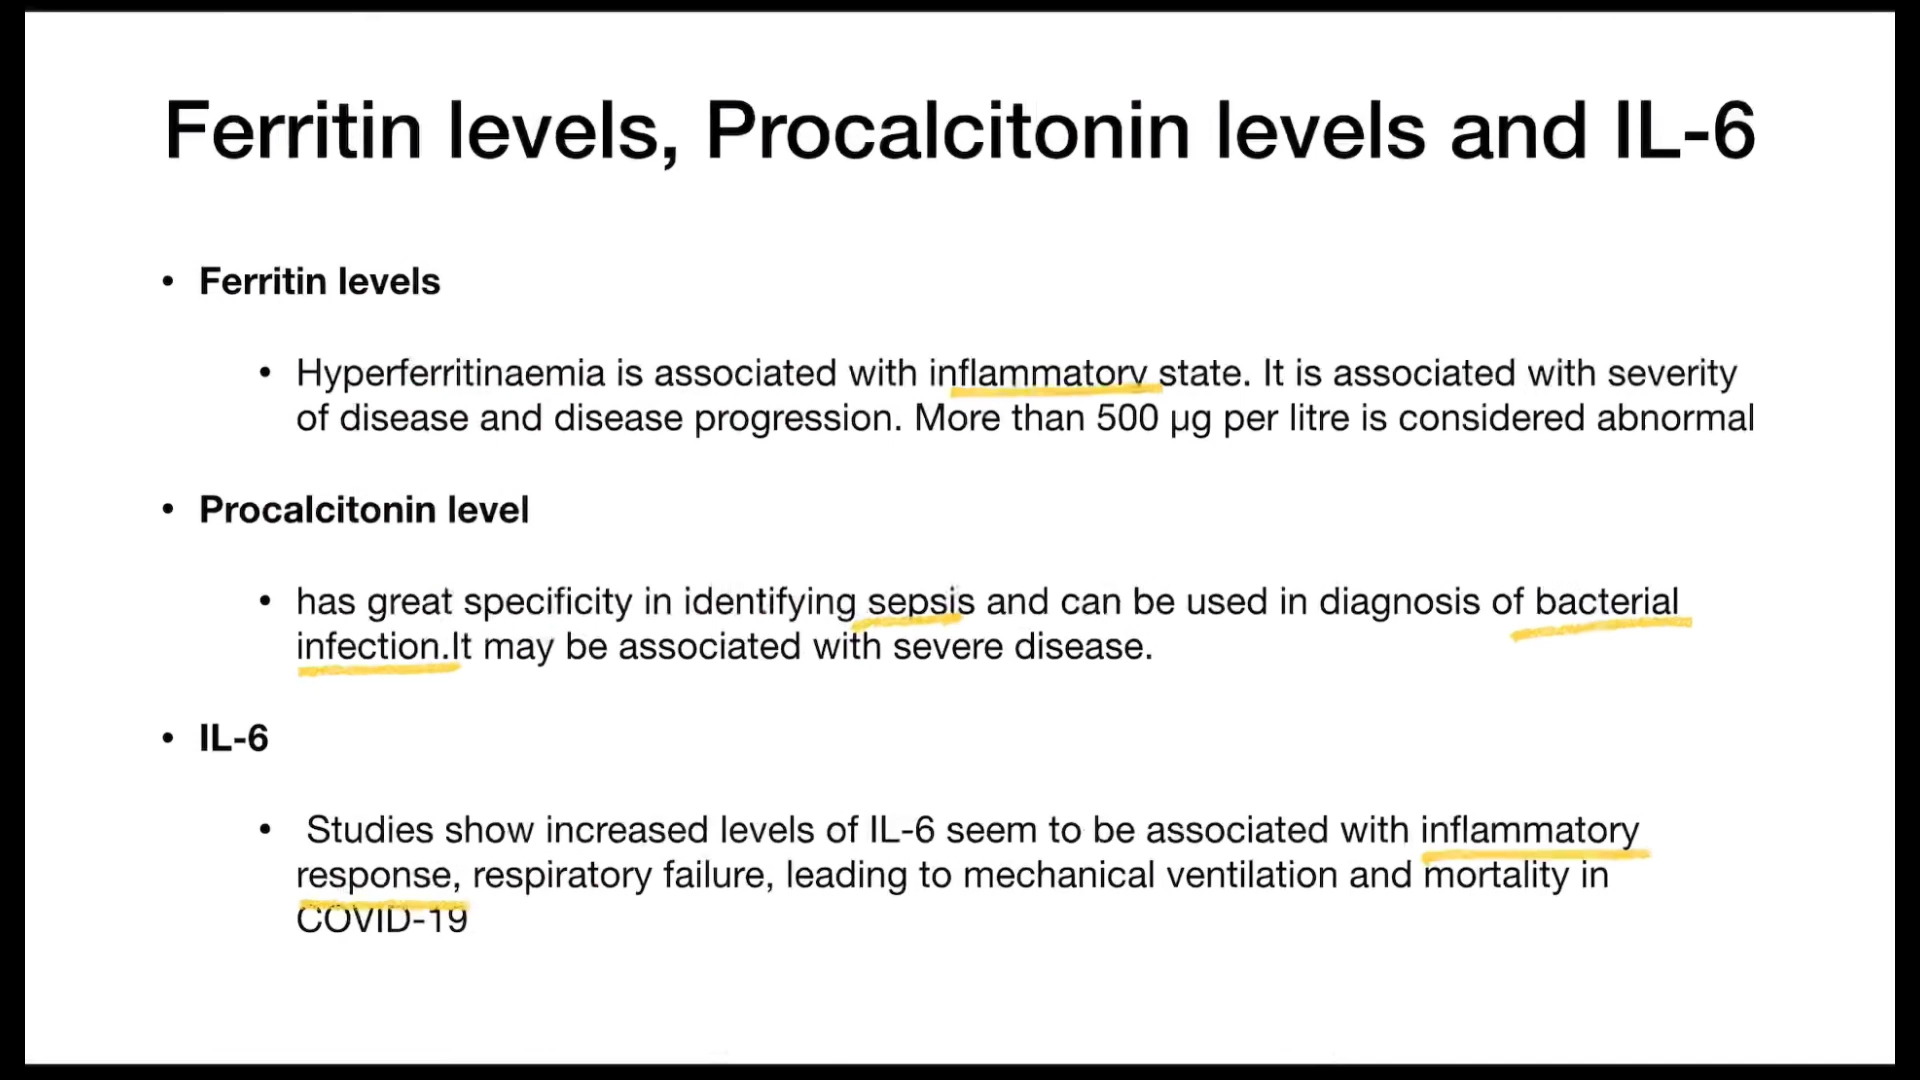 Ferritin levels, Procalcitonin levels and IL-6
• Ferritin levels
• Hyperferritinaemia is associated with inflammatory state. It is associated with severity
of disease and disease progression. More than 500 μg per litre is considered abnormal
• Procalcitonin level
• has great specificity in identifying sepsis and can be used in diagnosis of bacterial
infection.It may be associated with severe disease.
• IL-6
• Studies show increased levels of IL-6 seem to be associated with inflammatory
response, respiratory failure, leading to mechanical ventilation and mortality in
COVID-19